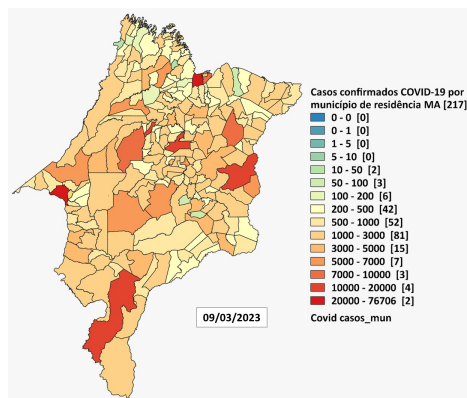 Casos confirmados COVID-19 por
município de residência MA [217]
0 - 0 [0]
0 - 1 [0]
1 - 5 [0]
5 - 10 [0]
10 - 50 [2]
50 - 100 [3]
100 - 200 [6]
200 - 500 [42]
500 - 1000 [52]
1000 - 3000 [81]
3000 - 5000 [15]
5000 - 7000 [7]
7000 - 10000 [3]
10000 - 20000 [4]
20000 - 76706 [2]
Covid casos_mun
09/03/2023